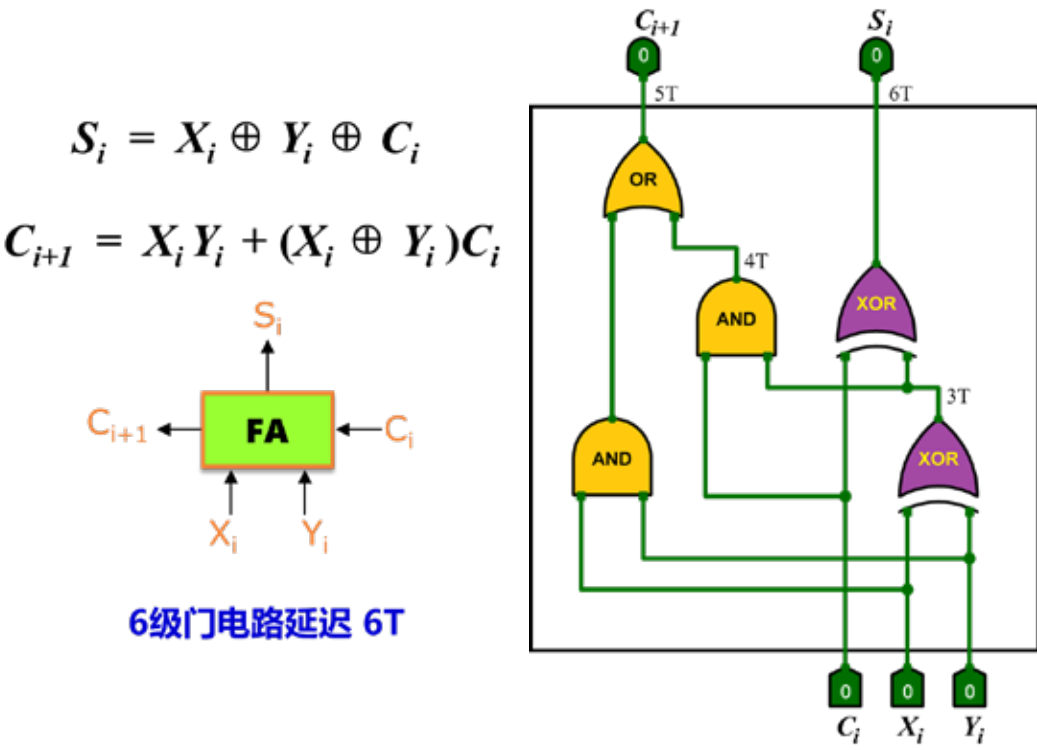 Sᵢ = Xᵢ ⊕ Yᵢ ⊕ Cᵢ
Cᵢ₊₁ = XᵢYᵢ + (Xᵢ ⊕ Yᵢ)Cᵢ
Sᵢ
Cᵢ₊₁
FA
Cᵢ
Xᵢ
Yᵢ
6级门电路延迟 6T
Cᵢ₊₁
Sᵢ
0
0
5T
6T
OR
4T
AND
XOR
3T
AND
XOR
0
0
0
Cᵢ
Xᵢ
Yᵢ